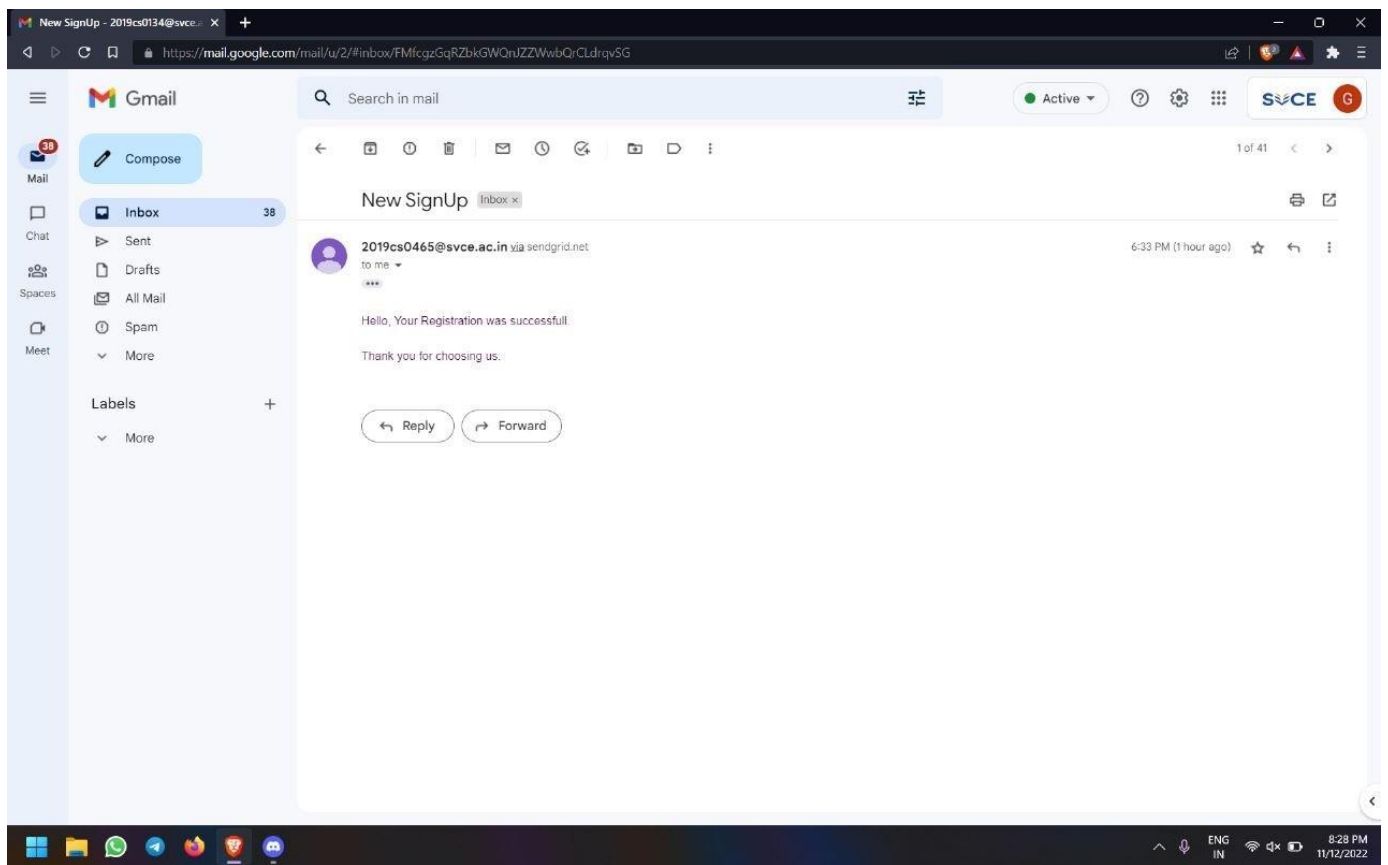 New SignUp - 2019cs0134@svce.a
https://mail.google.com/mail/u/2/#inbox/FMfcgzGqRZbkGWQnJZZWwbQrCLdrqvSG
Gmail
Search in mail
Active
SVCE
G
38
Mail
Chat
Spaces
Meet
Compose
Inbox 38
Sent
Drafts
All Mail
Spam
More
Labels
More
1 of 41
New SignUp Inbox ×
2019cs0465@svce.ac.in via sendgrid.net 6:33 PM (1 hour ago)
to me
Hello, Your Registration was successfull.
Thank you for choosing us.
Reply Forward
ENG
IN
8:28 PM
11/12/2022